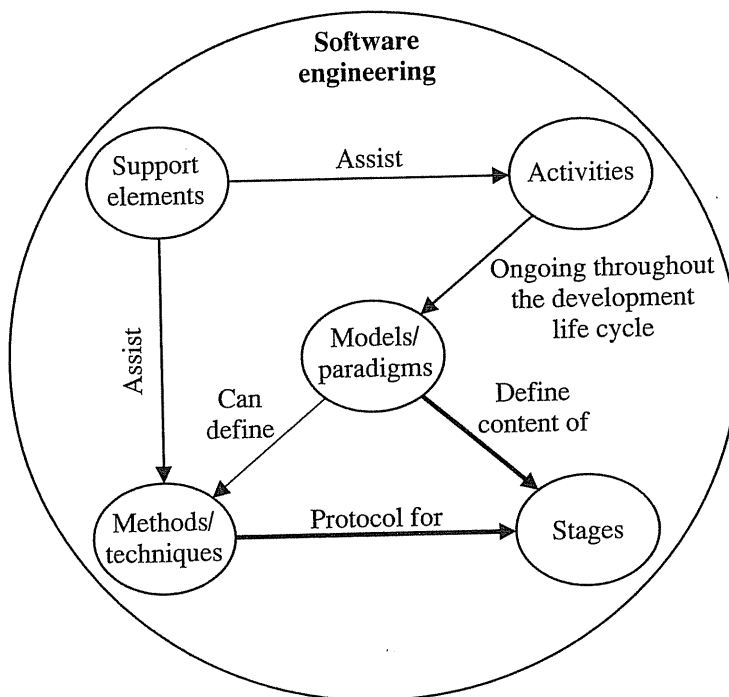 Software
engineering
Support
elements
Assist
Activities
Ongoing throughout
the development
life cycle
Assist
Models/
paradigms
Can
define
Define
content of
Methods/
techniques
Protocol for
Stages